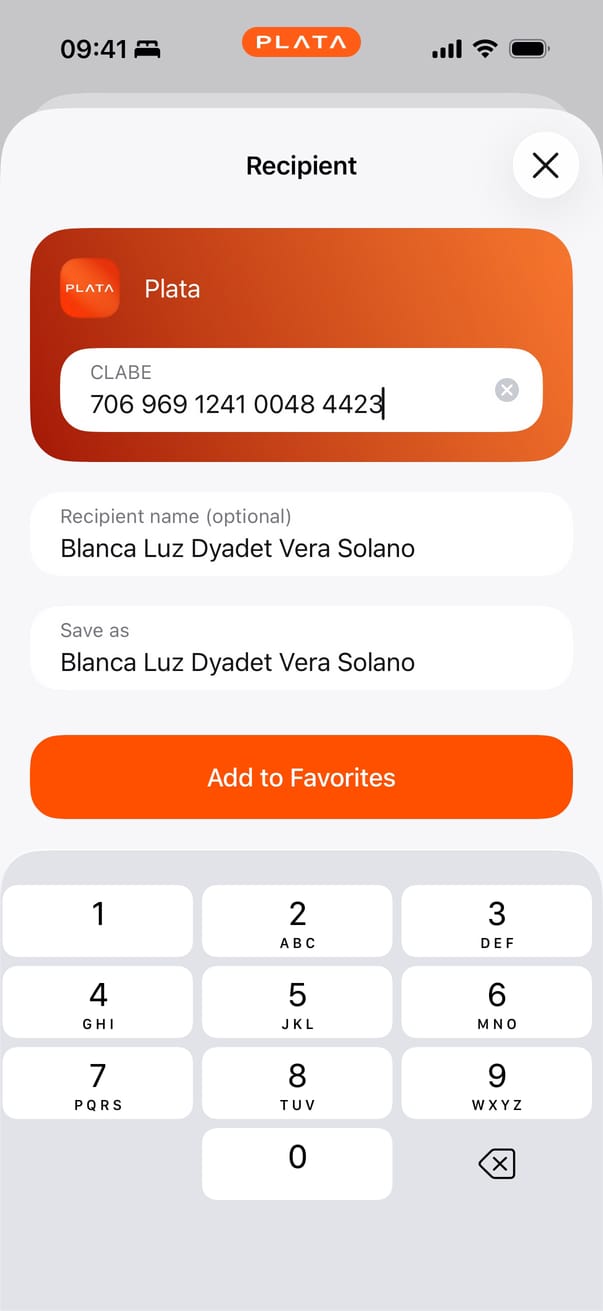 09:41
PLATA
Recipient
PLATA
Plata
CLABE
706 969 1241 0048 4423
Recipient name (optional)
Blanca Luz Dyadet Vera Solano
Save as
Blanca Luz Dyadet Vera Solano
Add to Favorites
1
2
3
ABC
DEF
4
5
6
GHI
JKL
MNO
7
8
9
PQRS
TUV
WXYZ
0